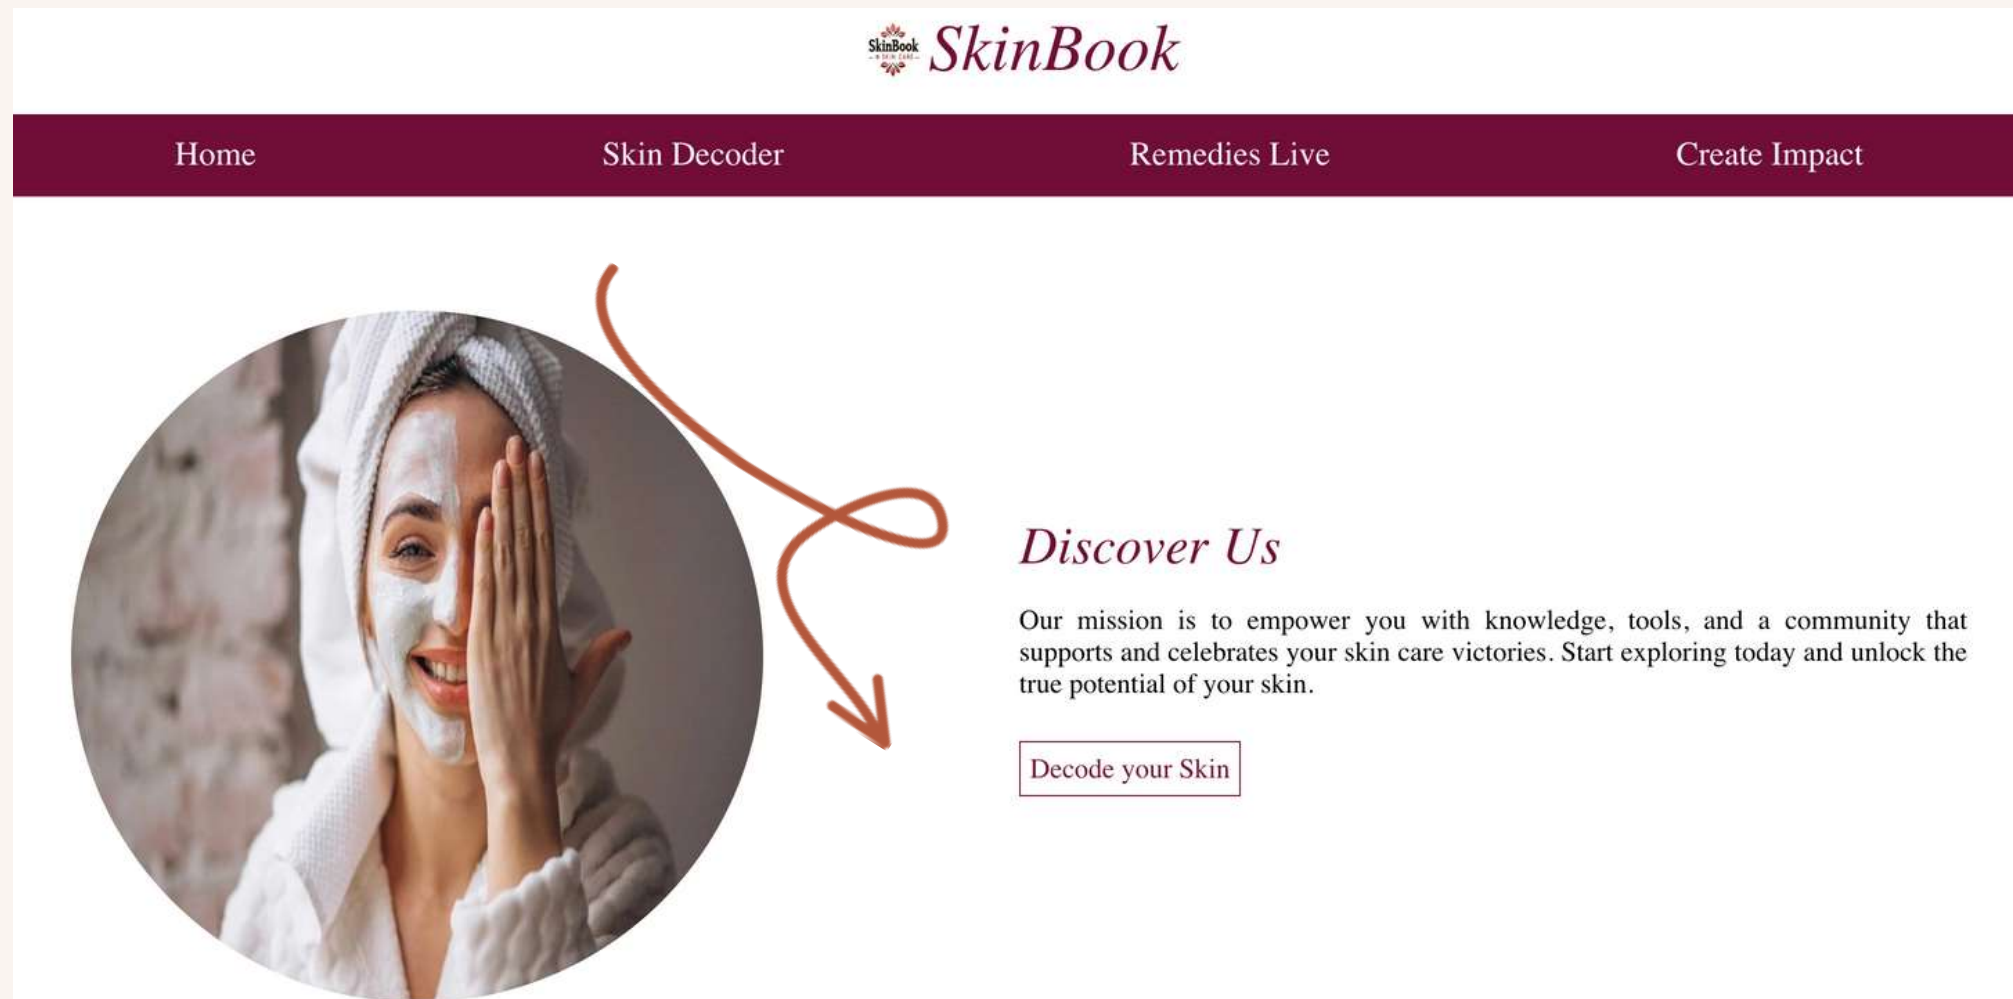 SkinBook
SkinBook
Home
Skin Decoder
Remedies Live
Create Impact
Discover Us
Our mission is to empower you with knowledge, tools, and a community that
supports and celebrates your skin care victories. Start exploring today and unlock the
true potential of your skin.
Decode your Skin